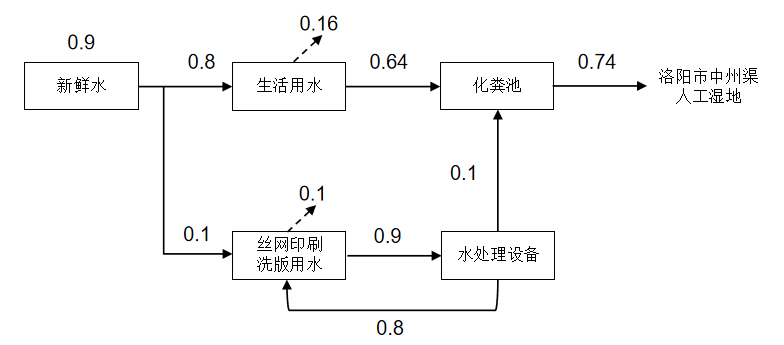 0.9
新鲜水
0.8
0.16
生活用水
0.64
化粪池
0.74
洛阳市中州渠
人工湿地
0.1
0.1
丝网印刷
洗版用水
0.9
0.1
水处理设备
0.8